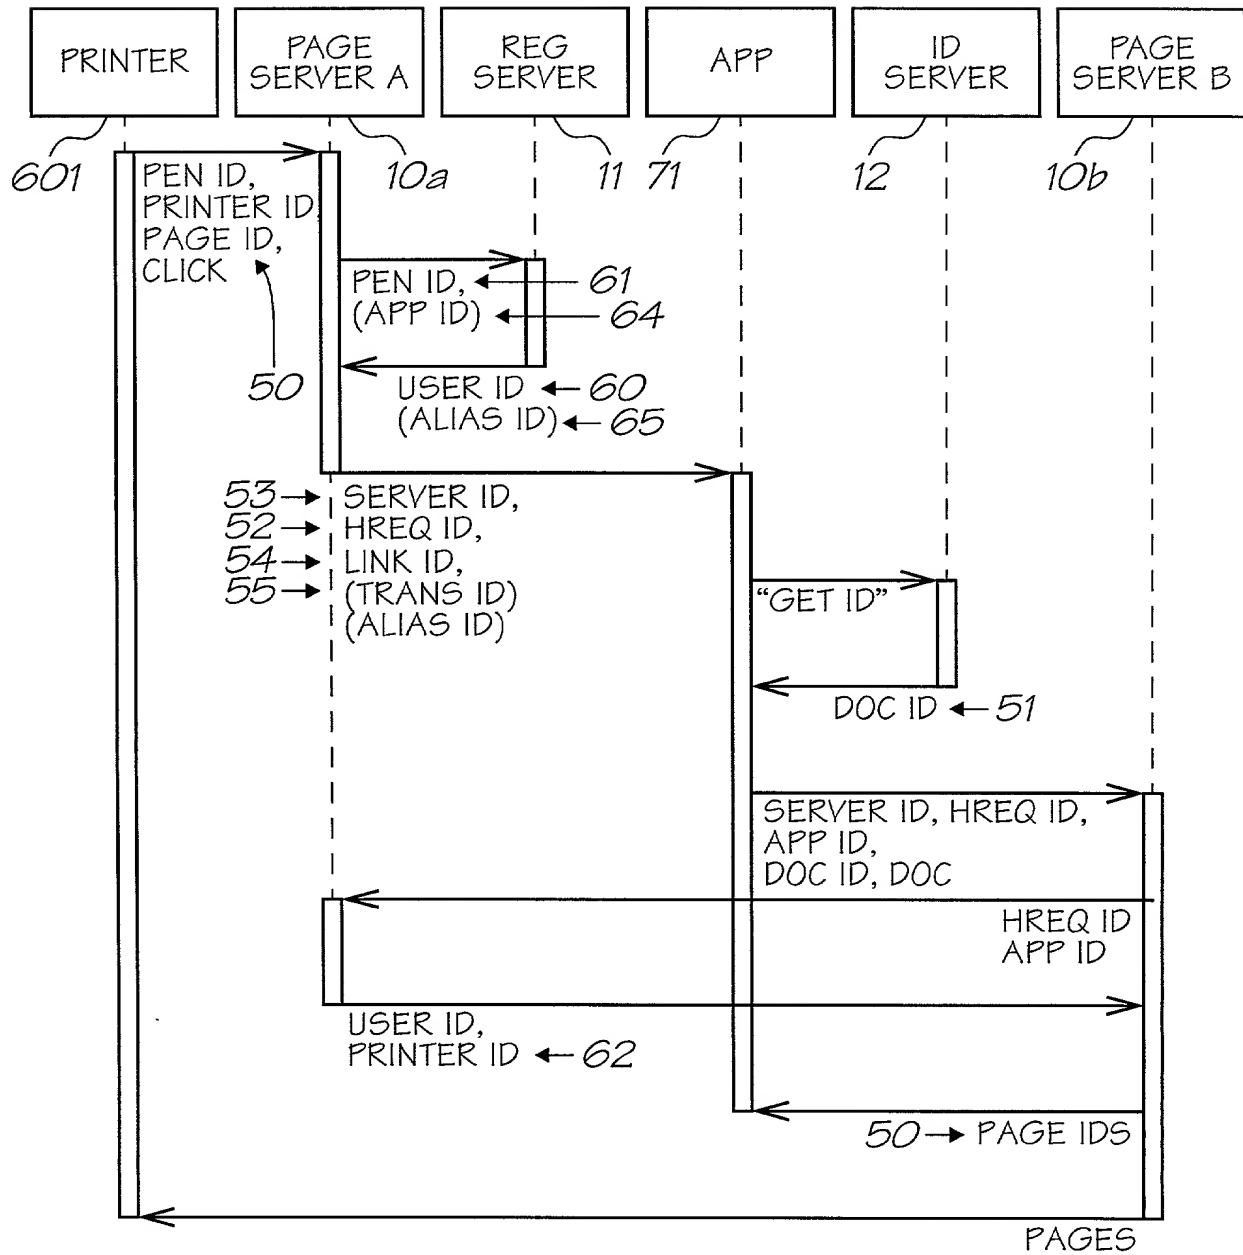 PRINTER
PAGE
SERVER A
REG
SERVER
APP
ID
SERVER
PAGE
SERVER B
601
10a
11
71
12
10b
PEN ID,
PRINTER ID
PAGE ID,
CLICK
50
PEN ID,
61
(APP ID)
64
USER ID
60
(ALIAS ID)
65
53
SERVER ID,
52
HREQ ID,
54
LINK ID,
55
(TRANS ID)
(ALIAS ID)
"GET ID"
DOC ID
51
SERVER ID, HREQ ID,
APP ID,
DOC ID, DOC
HREQ ID
APP ID
USER ID,
PRINTER ID
62
50
PAGE IDS
PAGES